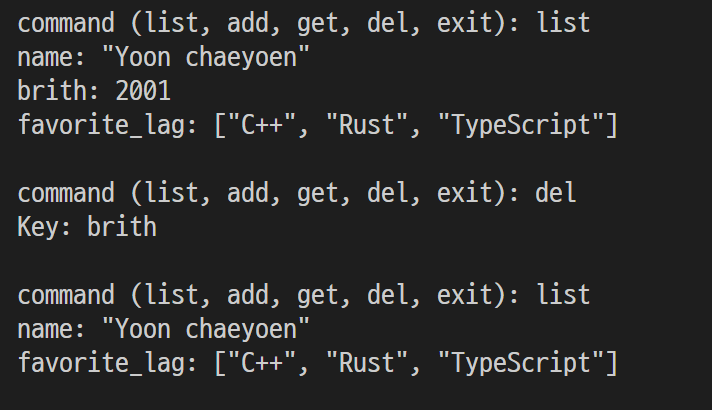 command (list, add, get, del, exit): list
name: "Yoon chaeyoen"
brith: 2001
favorite_lag: ["C++", "Rust", "TypeScript"]
command (list, add, get, del, exit): del
Key: brith
command (list, add, get, del, exit): list
name: "Yoon chaeyoen"
favorite_lag: ["C++", "Rust", "TypeScript"]